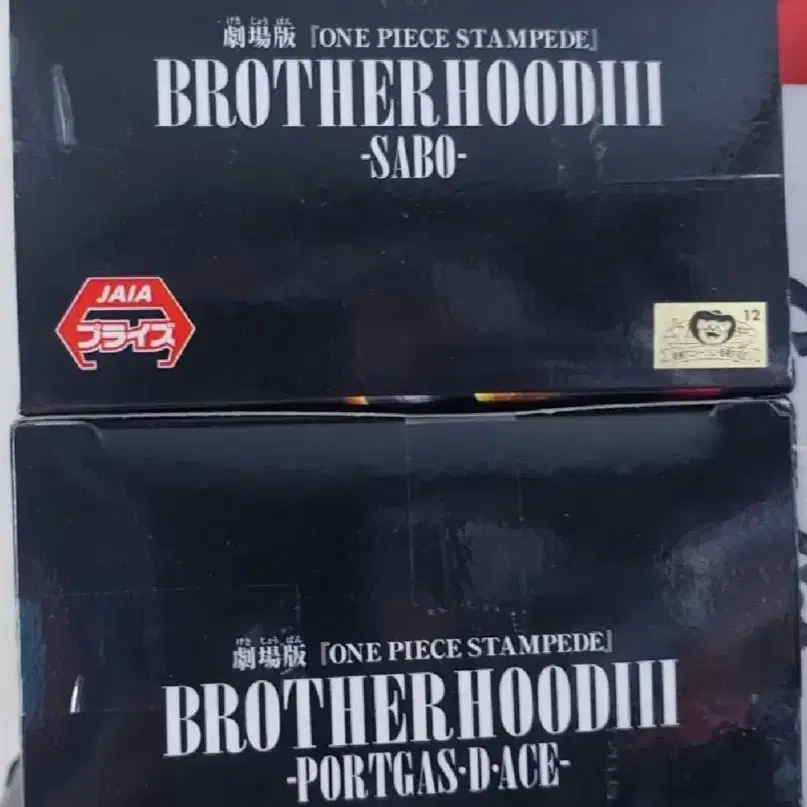 げき じょう ばん
劇場版『ONE PIECE STAMPEDE』
BROTHERHOODIII
-SABO-
JAIA
プライズ
12
げき じょう ばん
劇場版『ONE PIECE STAMPEDE』
BROTHERHOODIII
-PORTGAS·D·ACE-